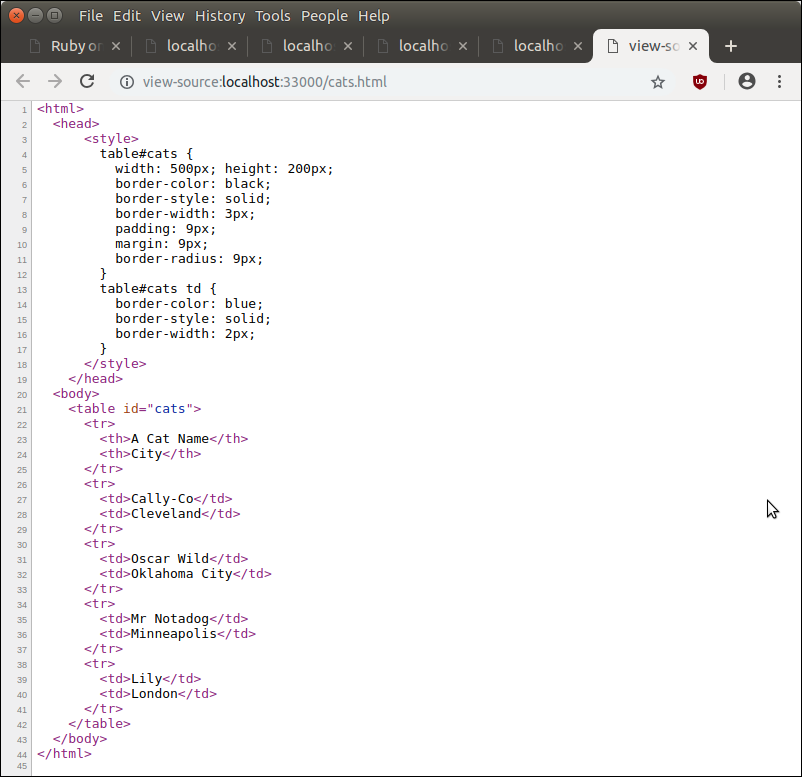 File Edit View History Tools People Help
Ruby or localho localho localho localho view-so
view-source:localhost:33000/cats.html
1 <html>
2   <head>
3       <style>
4         table#cats {
5           width: 500px; height: 200px;
6           border-color: black;
7           border-style: solid;
8           border-width: 3px;
9           padding: 9px;
10           margin: 9px;
11           border-radius: 9px;
12         }
13         table#cats td {
14           border-color: blue;
15           border-style: solid;
16           border-width: 2px;
17         }
18       </style>
19     </head>
20   <body>
21     <table id="cats">
22       <tr>
23         <th>A Cat Name</th>
24         <th>City</th>
25       </tr>
26       <tr>
27         <td>Cally-Co</td>
28         <td>Cleveland</td>
29       </tr>
30       <tr>
31         <td>Oscar Wild</td>
32         <td>Oklahoma City</td>
33       </tr>
34       <tr>
35         <td>Mr Notadog</td>
36         <td>Minneapolis</td>
37       </tr>
38       <tr>
39         <td>Lily</td>
40         <td>London</td>
41       </tr>
42     </table>
43   </body>
44 </html>
45